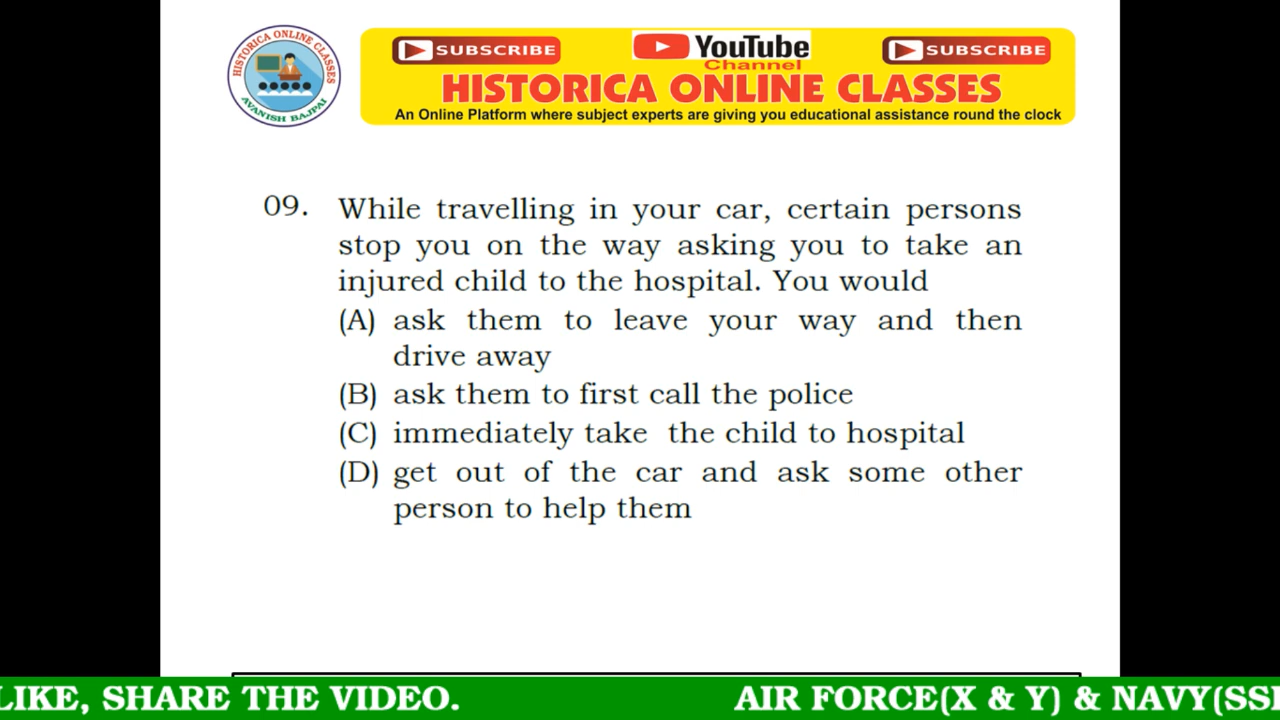 HISTORICA ONLINE CLASSES
AVANISH BAJPAI
SUBSCRIBE
YouTube
SUBSCRIBE
Channel
HISTORICA ONLINE CLASSES
An Online Platform where subject experts are giving you educational assistance round the clock
09. While travelling in your car, certain persons
stop you on the way asking you to take an
injured child to the hospital. You would
(A) ask them to leave your way and then
drive away
(B) ask them to first call the police
(C) immediately take the child to hospital
(D) get out of the car and ask some other
person to help them
LIKE, SHARE THE VIDEO. AIR FORCE(X & Y) & NAVY(SS